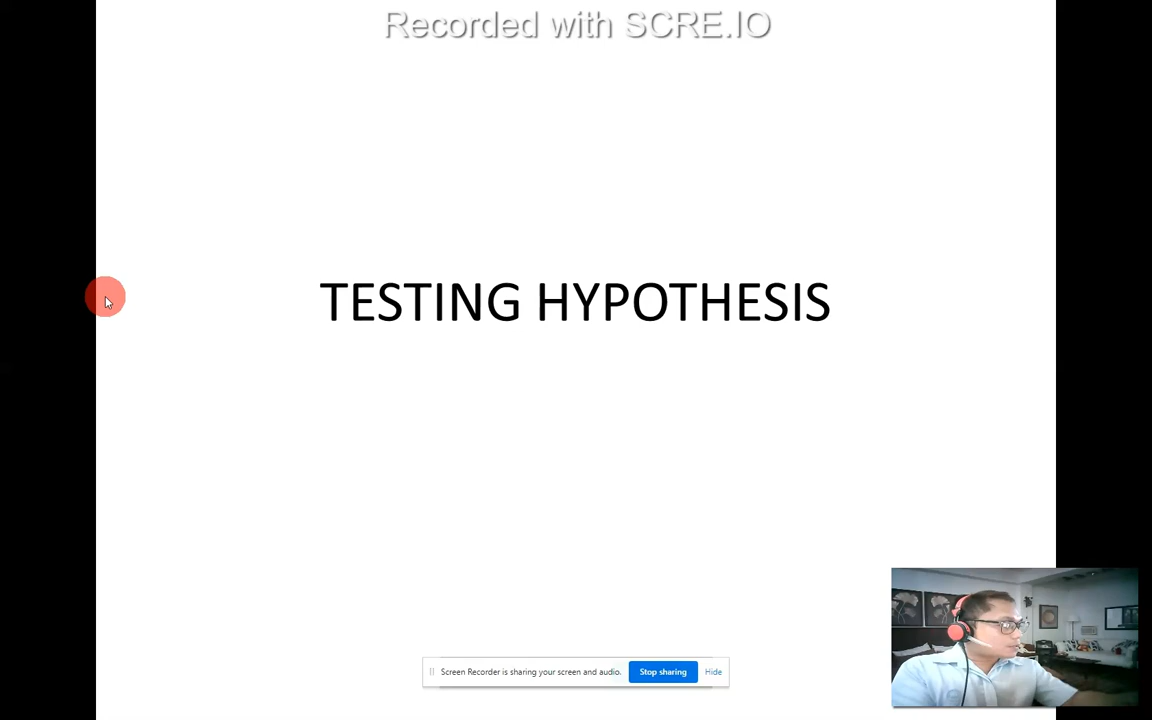 Recorded with SCRE.IO
TESTING HYPOTHESIS
Screen Recorder is sharing your screen and audio. Stop sharing Hide